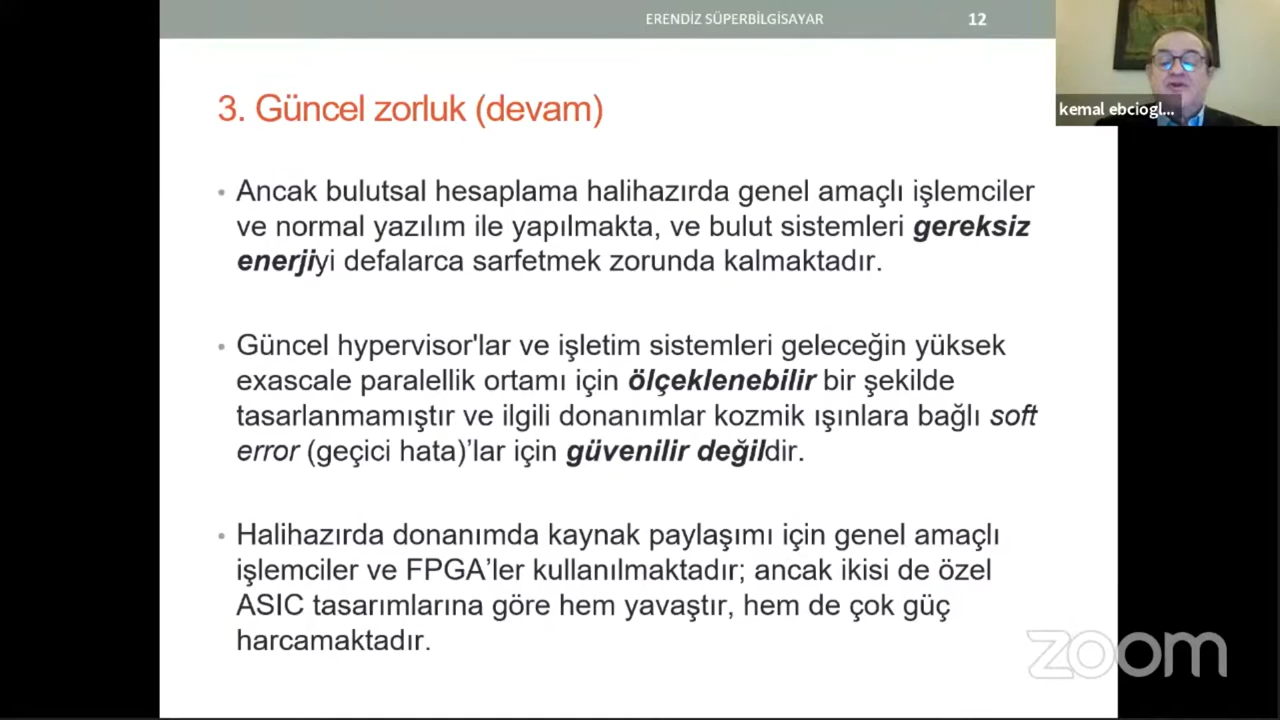 ERENDİZ SÜPERBİLGİSAYAR 12
kemal ebciogl...
3. Güncel zorluk (devam)
• Ancak bulutsal hesaplama halihazırda genel amaçlı işlemciler
ve normal yazılım ile yapılmakta, ve bulut sistemleri gereksiz
enerjiyi defalarca sarfetmek zorunda kalmaktadır.
• Güncel hypervisor'lar ve işletim sistemleri geleceğin yüksek
exascale paralellik ortamı için ölçeklenebilir bir şekilde
tasarlanmamıştır ve ilgili donanımlar kozmik ışınlara bağlı soft
error (geçici hata)’lar için güvenilir değildir.
• Halihazırda donanımda kaynak paylaşımı için genel amaçlı
işlemciler ve FPGA’ler kullanılmaktadır; ancak ikisi de özel
ASIC tasarımlarına göre hem yavaştır, hem de çok güç
harcamaktadır.
zoom